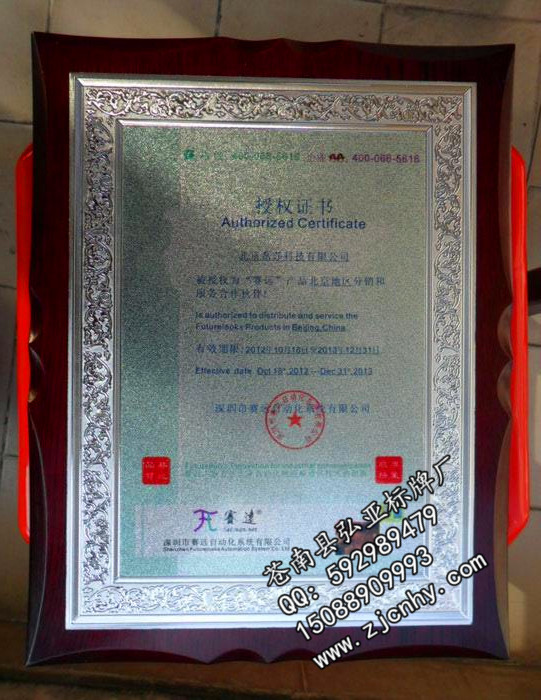 400-066-5616 400-066-5616
授权证书
Authorized Certificate
被授权为“赛远”产品北京地区分销和
服务合作伙伴!
Is authorized to distribute and service the
Futurelooks Products in Beijing,China.
有效期限:2012年10月18日至2013年12月31日
Effective date Oct 18th,2012 —Dec 31st,2013
深圳市赛远自动化系统有限公司
赛远®
深圳市赛远自动化系统有限公司
Shenzhen Futurelooks Automation System Co.,Ltd
苍南县弘亚标牌厂
QQ:592989479
15088909993
www.zjcnhy.com